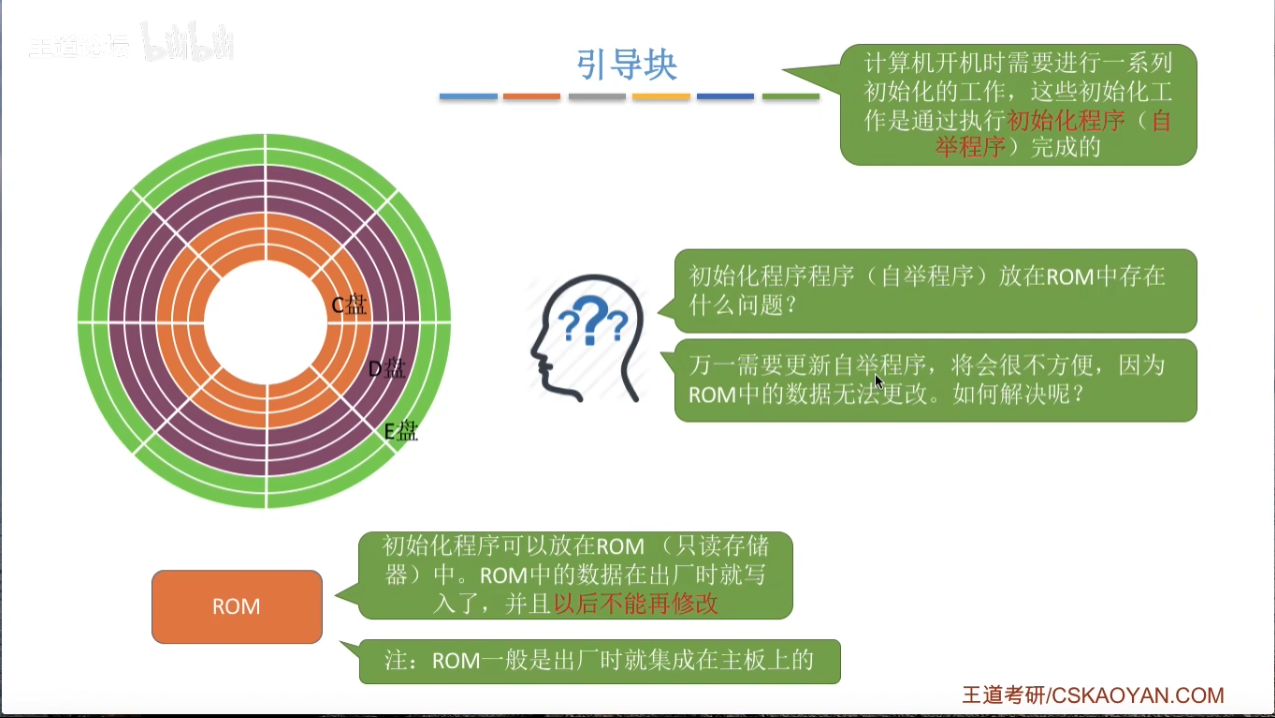 王道论坛 bilibili
引导块
计算机开机时需要进行一系列
初始化的工作，这些初始化工
作是通过执行初始化程序（自
举程序）完成的
C盘
D盘
E盘
初始化程序程序（自举程序）放在ROM中存在
什么问题？
万一需要更新自举程序，将会很不方便，因为
ROM中的数据无法更改。如何解决呢？
???
ROM
初始化程序可以放在ROM （只读存储
器）中。ROM中的数据在出厂时就写
入了，并且以后不能再修改
注：ROM一般是出厂时就集成在主板上的
王道考研/CSKAOYAN.COM